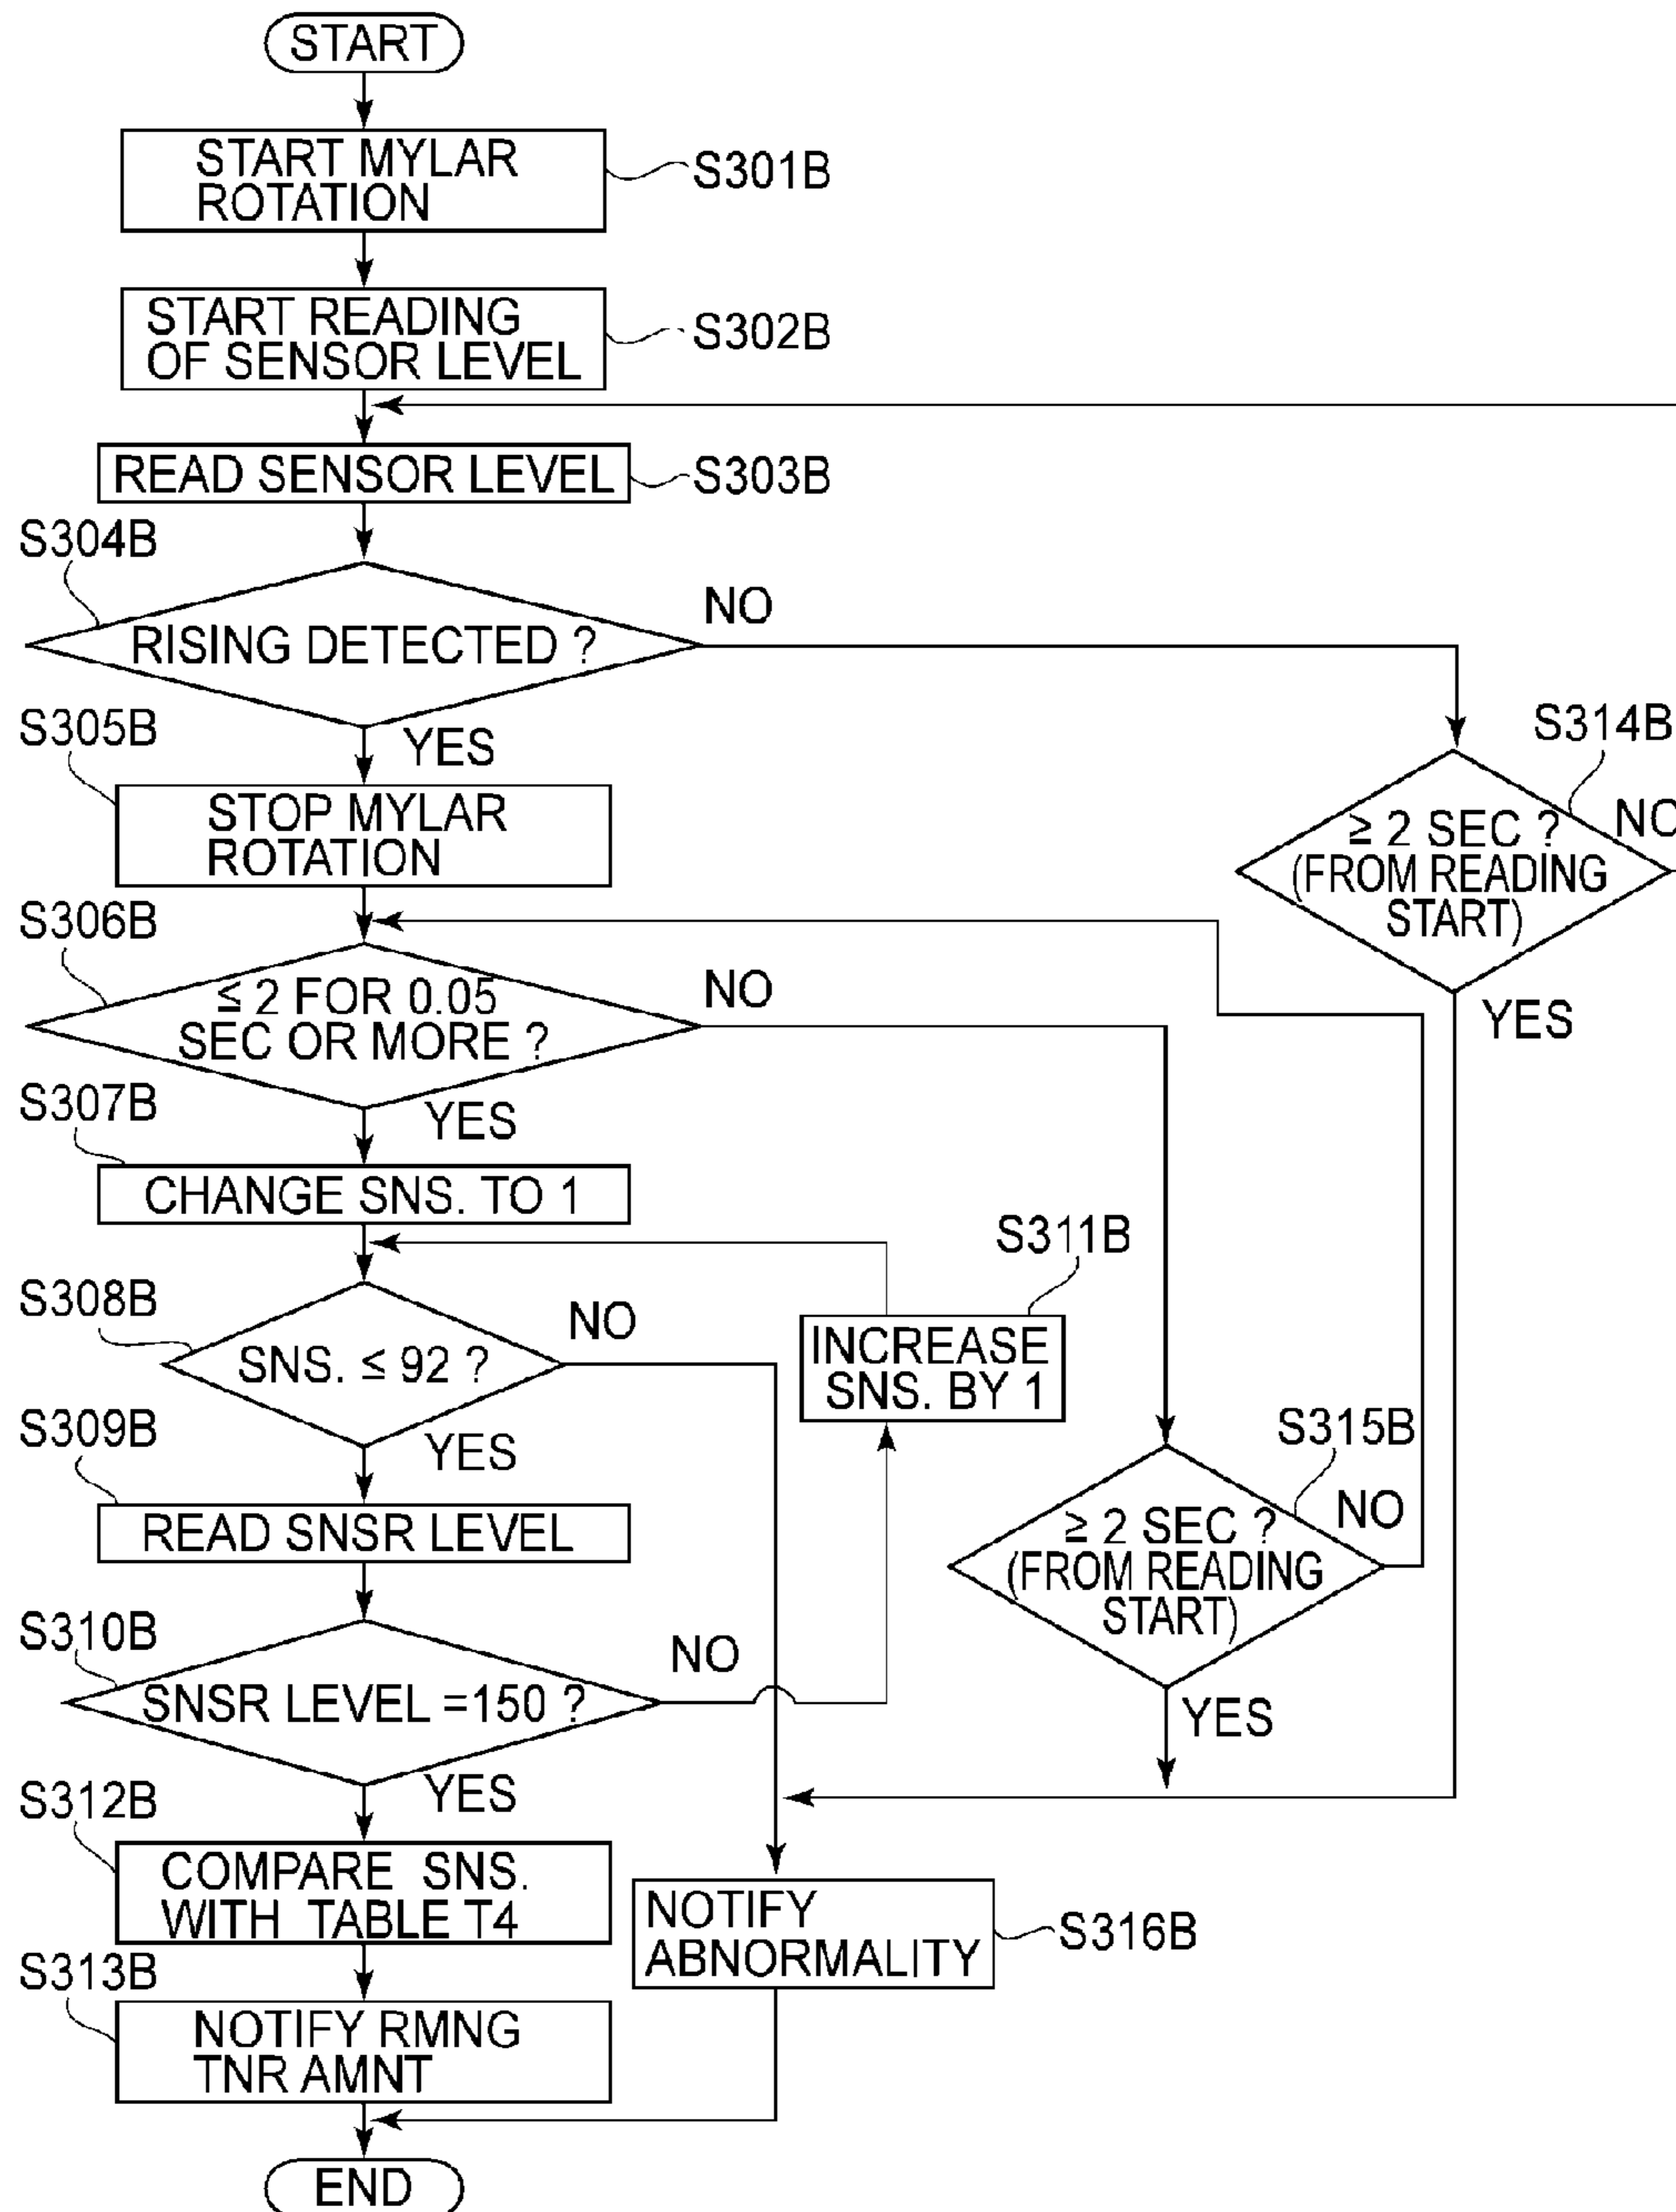 START
START MYLAR
ROTATION
S301B
START READING
OF SENSOR LEVEL
S302B
READ SENSOR LEVEL
S303B
S304B
RISING DETECTED ?
NO
YES
S305B
STOP MYLAR
ROTATION
S314B
≥ 2 SEC ?
(FROM READING
START)
NO
YES
S306B
≤ 2 FOR 0.05
SEC OR MORE ?
NO
YES
S307B
CHANGE SNS. TO 1
S308B
SNS. ≤ 92 ?
NO
YES
S311B
INCREASE
SNS. BY 1
S309B
READ SNSR LEVEL
S315B
≥ 2 SEC ?
(FROM READING
START)
NO
YES
S310B
SNSR LEVEL =150 ?
NO
YES
S312B
COMPARE SNS.
WITH TABLE T4
NOTIFY
ABNORMALITY
S316B
S313B
NOTIFY RMNG
TNR AMNT
END